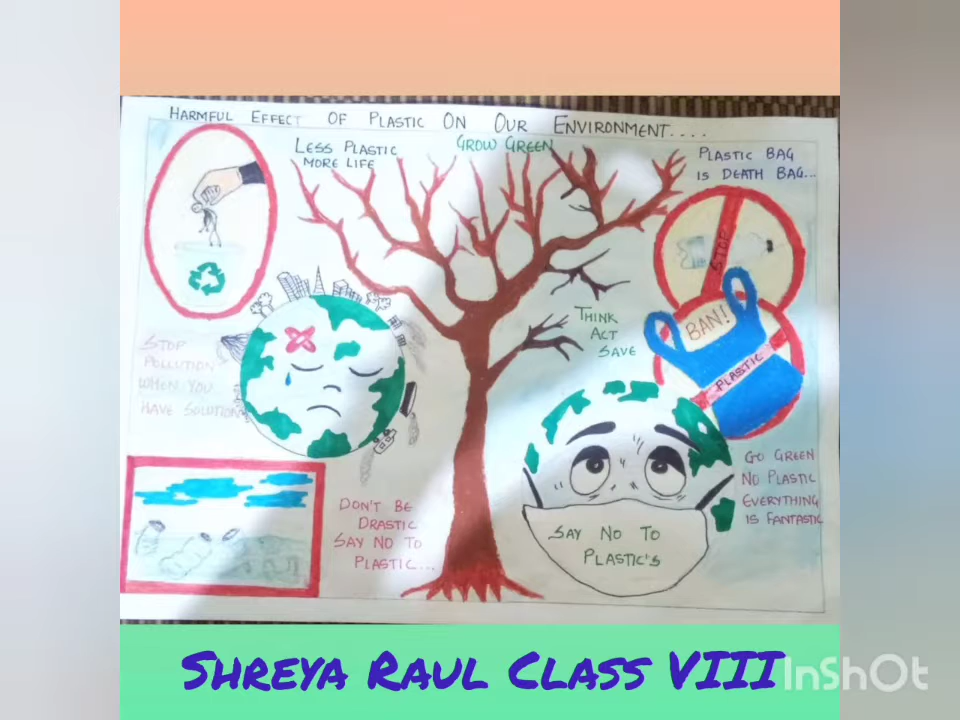 HARMFUL EFFECT OF PLASTIC ON OUR ENVIRONMENT....
LESS PLASTIC
MORE LIFE
GROW GREEN
PLASTIC BAG
IS DEATH BAG...
STOP
BAN!
PLASTIC
THINK
ACT
SAVE
STOP
POLLUTION
WHEN YOU
HAVE SOLUTION
DON'T BE
DRASTIC
SAY NO TO
PLASTIC...
SAY NO TO
PLASTIC'S
GO GREEN
NO PLASTIC
EVERYTHING
IS FANTASTIC
SHREYA RAUL CLASS VIII
InShOt